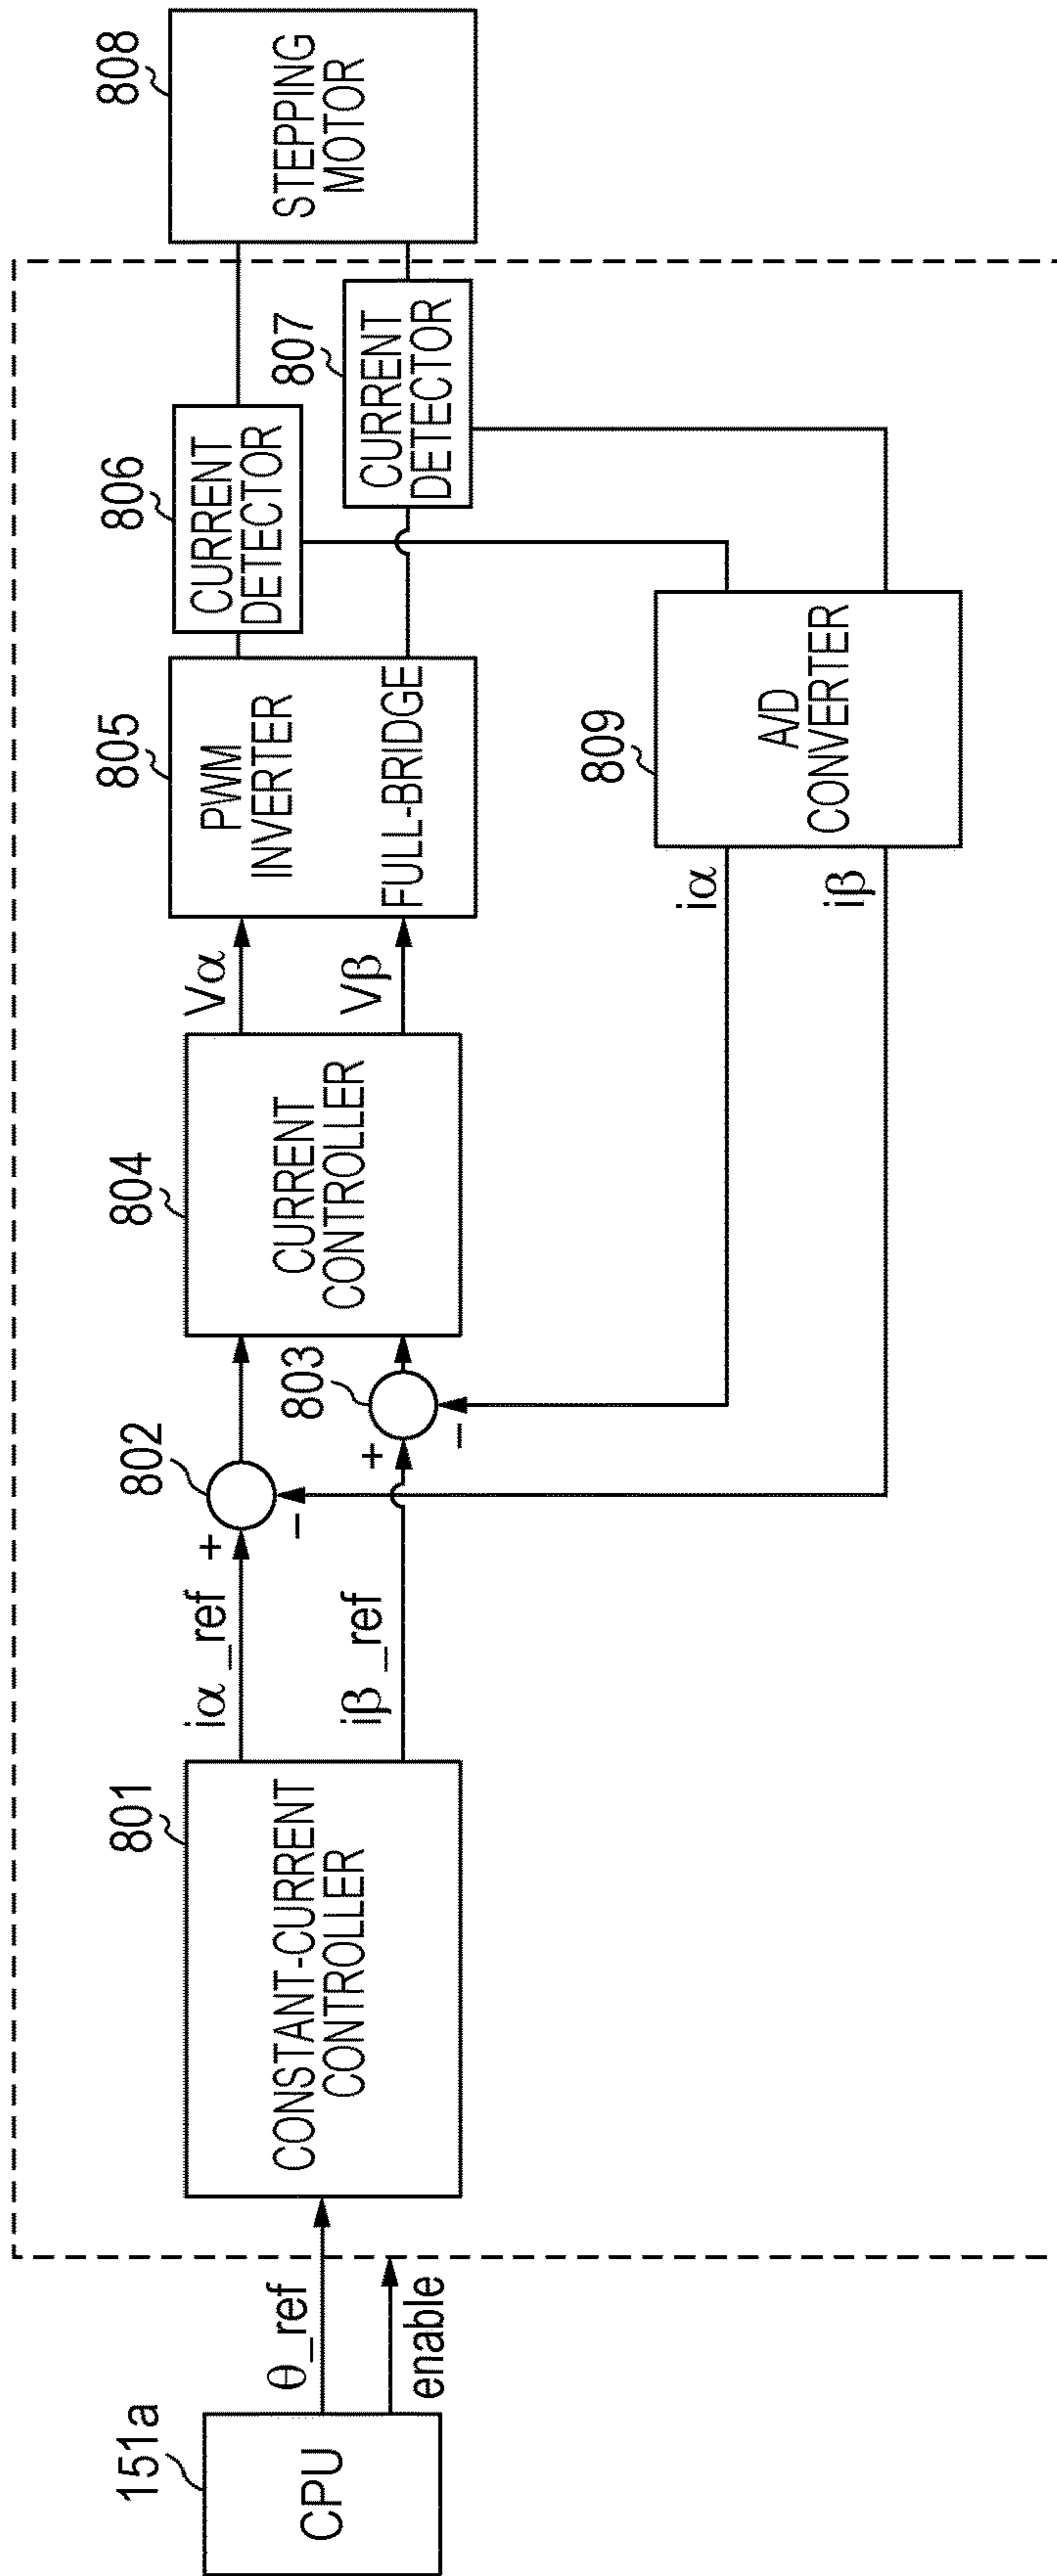 151a
CPU
θ_ref
enable
801
CONSTANT-CURRENT
CONTROLLER
iα_ref
iβ_ref
802
+
−
803
+
−
804
CURRENT
CONTROLLER
Vα
Vβ
805
PWM
INVERTER
FULL-BRIDGE
806
CURRENT
DETECTOR
807
CURRENT
DETECTOR
808
STEPPING
MOTOR
809
A/D
CONVERTER
iα
iβ